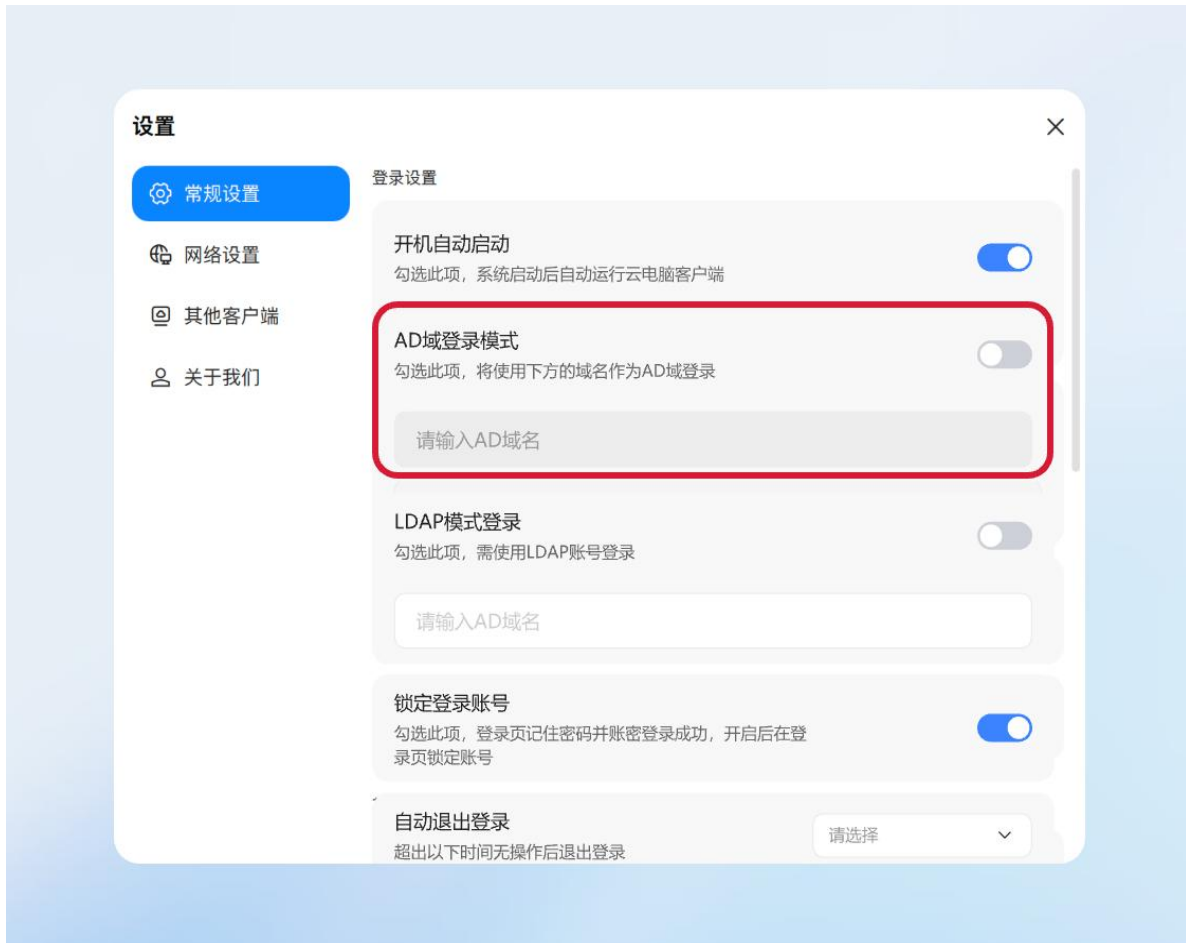 设置
常规设置
网络设置
其他客户端
关于我们
登录设置
开机自动启动
勾选此项，系统启动后自动运行云电脑客户端
AD域登录模式
勾选此项，将使用下方的域名作为AD域登录
请输入AD域名
LDAP模式登录
勾选此项，需使用LDAP账号登录
请输入AD域名
锁定登录账号
勾选此项，登录页记住密码并账密登录成功，开启后在登
录页锁定账号
自动退出登录
超出以下时间无操作后退出登录
请选择